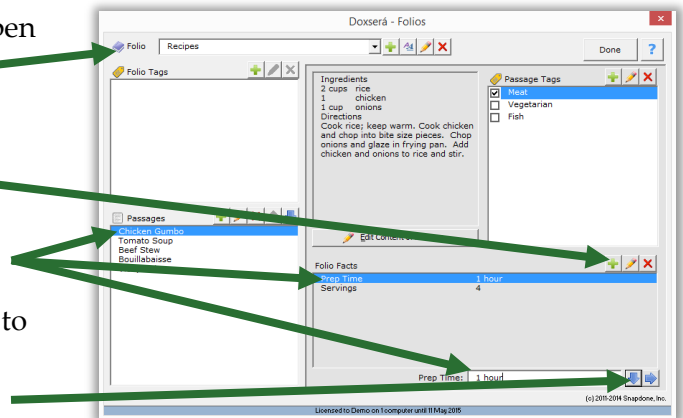 pen
to
Doxserá - Folios
Folio Recipes Done ?
Folio Tags
Ingredients
2 cups rice
1 chicken
1 cup onions
Directions
Cook rice; keep warm. Cook chicken
and chop into bite size pieces. Chop
onions and glaze in frying pan. Add
chicken and onions to rice and stir.
Passage Tags
Meat
Vegetarian
Fish
Passages
Chicken Gumbo
Tomato Soup
Beef Stew
Bouillabaisse
Edit Content
Folio Facts
Prep Time 1 hour
Servings 4
Prep Time: 1 hour
(c) 2011-2014 Snapdone, Inc.
Licensed to Demo on 1 computer until 11 May 2015